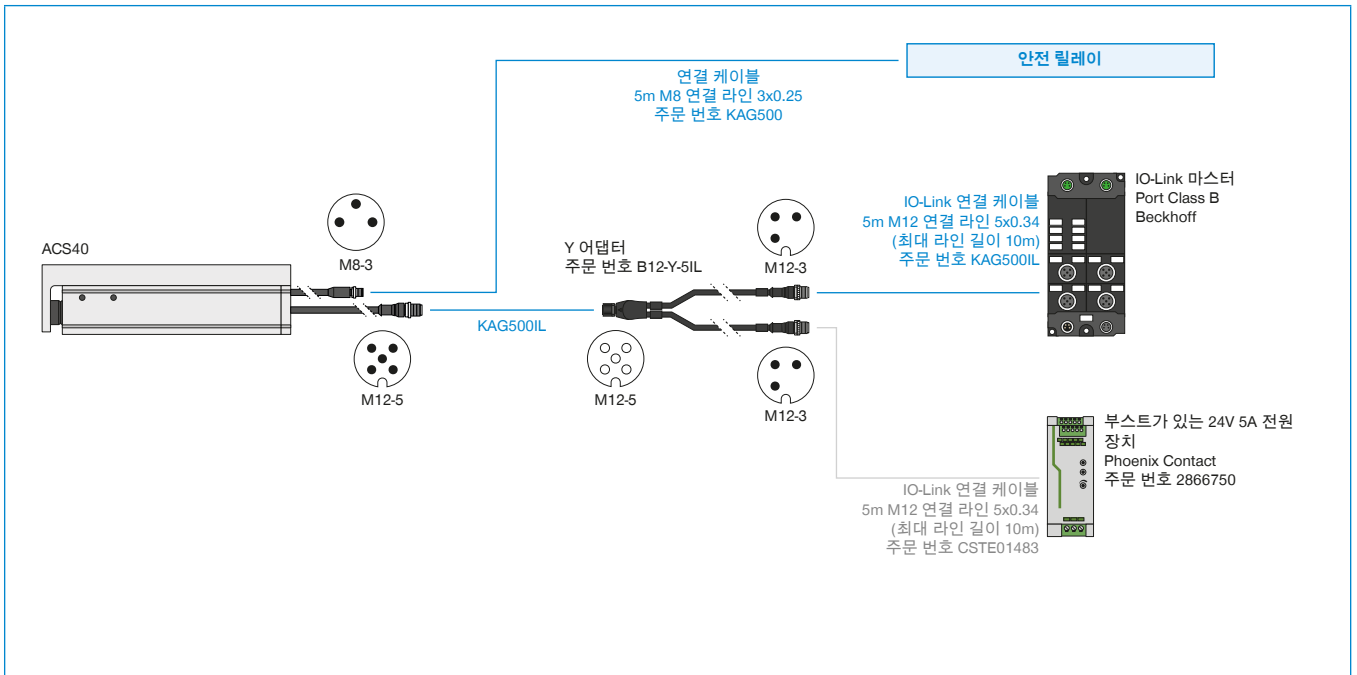 안전 릴레이
연결 케이블
5m M8 연결 라인 3x0.25
주문 번호 KAG500
IO-Link 마스터
Port Class B
Beckhoff
IO-Link 연결 케이블
5m M12 연결 라인 5x0.34
(최대 라인 길이 10m)
주문 번호 KAG500IL
ACS40
M8-3
Y 어댑터
주문 번호 B12-Y-5IL
M12-3
KAG500IL
M12-5
M12-5
M12-3
부스트가 있는 24V 5A 전원
장치
Phoenix Contact
주문 번호 2866750
IO-Link 연결 케이블
5m M12 연결 라인 5x0.34
(최대 라인 길이 10m)
주문 번호 CSTE01483